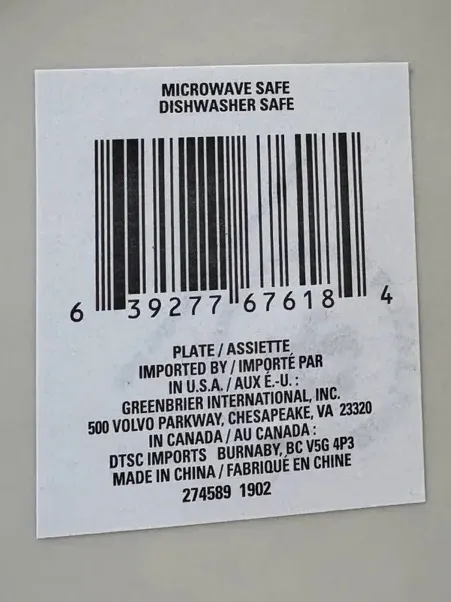 MICROWAVE SAFE
DISHWASHER SAFE
6 39277 67618 4
PLATE / ASSIETTE
IMPORTED BY / IMPORTÉ PAR
IN U.S.A. / AUX É.-U. :
GREENBRIER INTERNATIONAL, INC.
500 VOLVO PARKWAY, CHESAPEAKE, VA 23320
IN CANADA / AU CANADA :
DTSC IMPORTS BURNABY, BC V5G 4P3
MADE IN CHINA / FABRIQUÉ EN CHINE
274589 1902